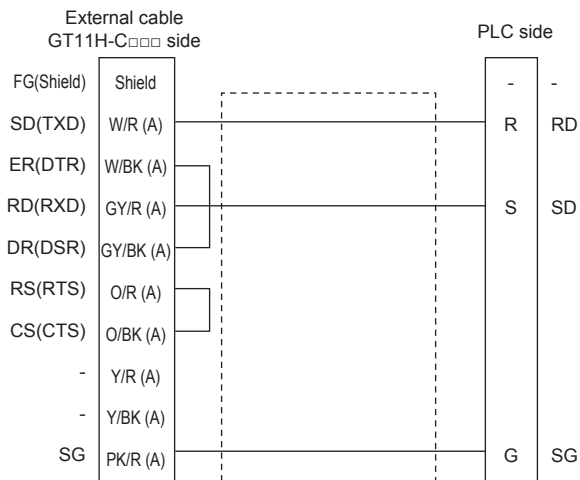 External cable
GT11H-C□□□ side
PLC side
FG(Shield) Shield - -
SD(TXD) W/R (A) R RD
ER(DTR) W/BK (A)
RD(RXD) GY/R (A) S SD
DR(DSR) GY/BK (A)
RS(RTS) O/R (A)
CS(CTS) O/BK (A)
- Y/R (A)
- Y/BK (A)
SG PK/R (A) G SG